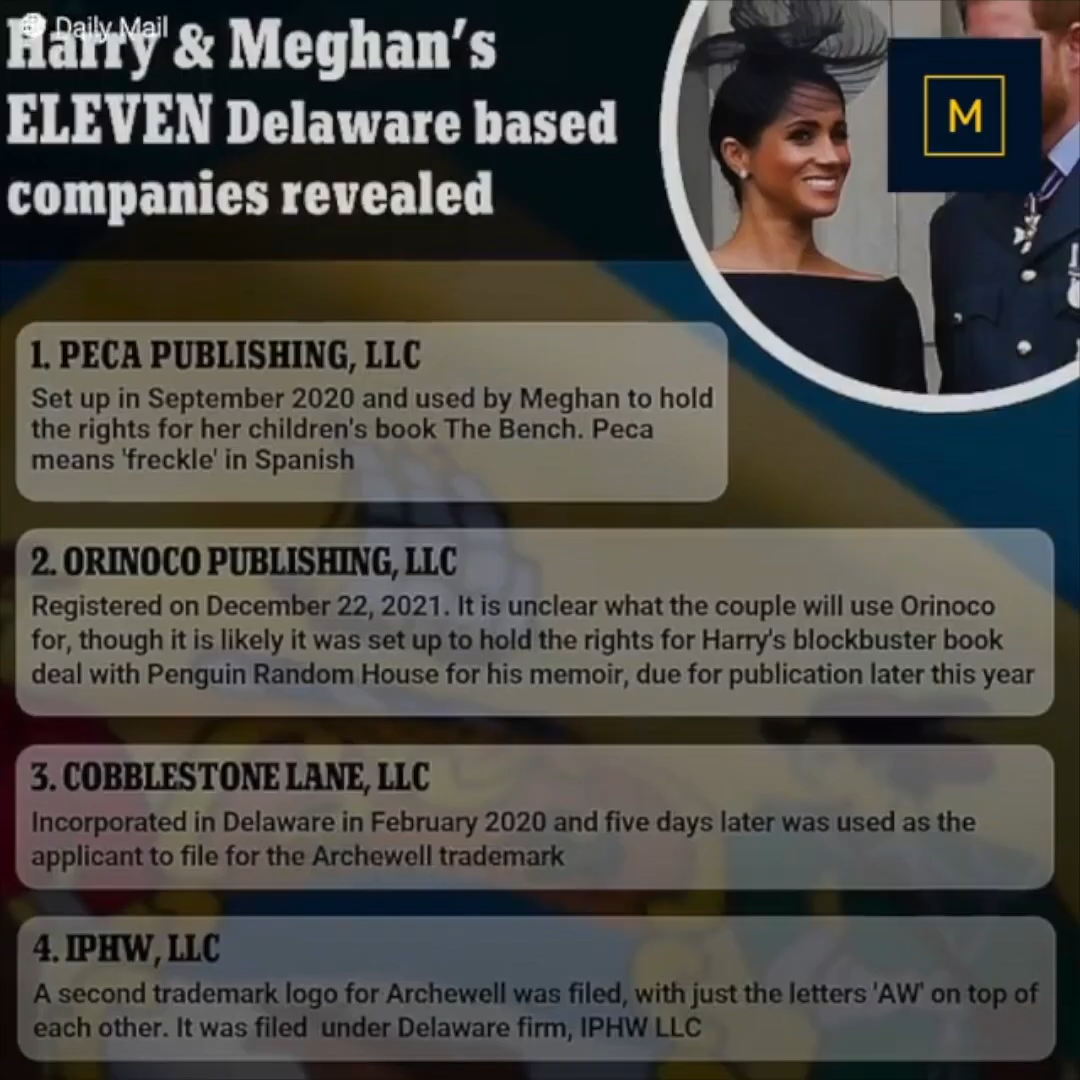 Daily Mail
Harry & Meghan's
ELEVEN Delaware based
companies revealed
M
1. PECA PUBLISHING, LLC
Set up in September 2020 and used by Meghan to hold
the rights for her children's book The Bench. Peca
means 'freckle' in Spanish
2. ORINOCO PUBLISHING, LLC
Registered on December 22, 2021. It is unclear what the couple will use Orinoco
for, though it is likely it was set up to hold the rights for Harry's blockbuster book
deal with Penguin Random House for his memoir, due for publication later this year
3. COBBLESTONE LANE, LLC
Incorporated in Delaware in February 2020 and five days later was used as the
applicant to file for the Archewell trademark
4. IPHW, LLC
A second trademark logo for Archewell was filed, with just the letters 'AW' on top of
each other. It was filed under Delaware firm, IPHW LLC